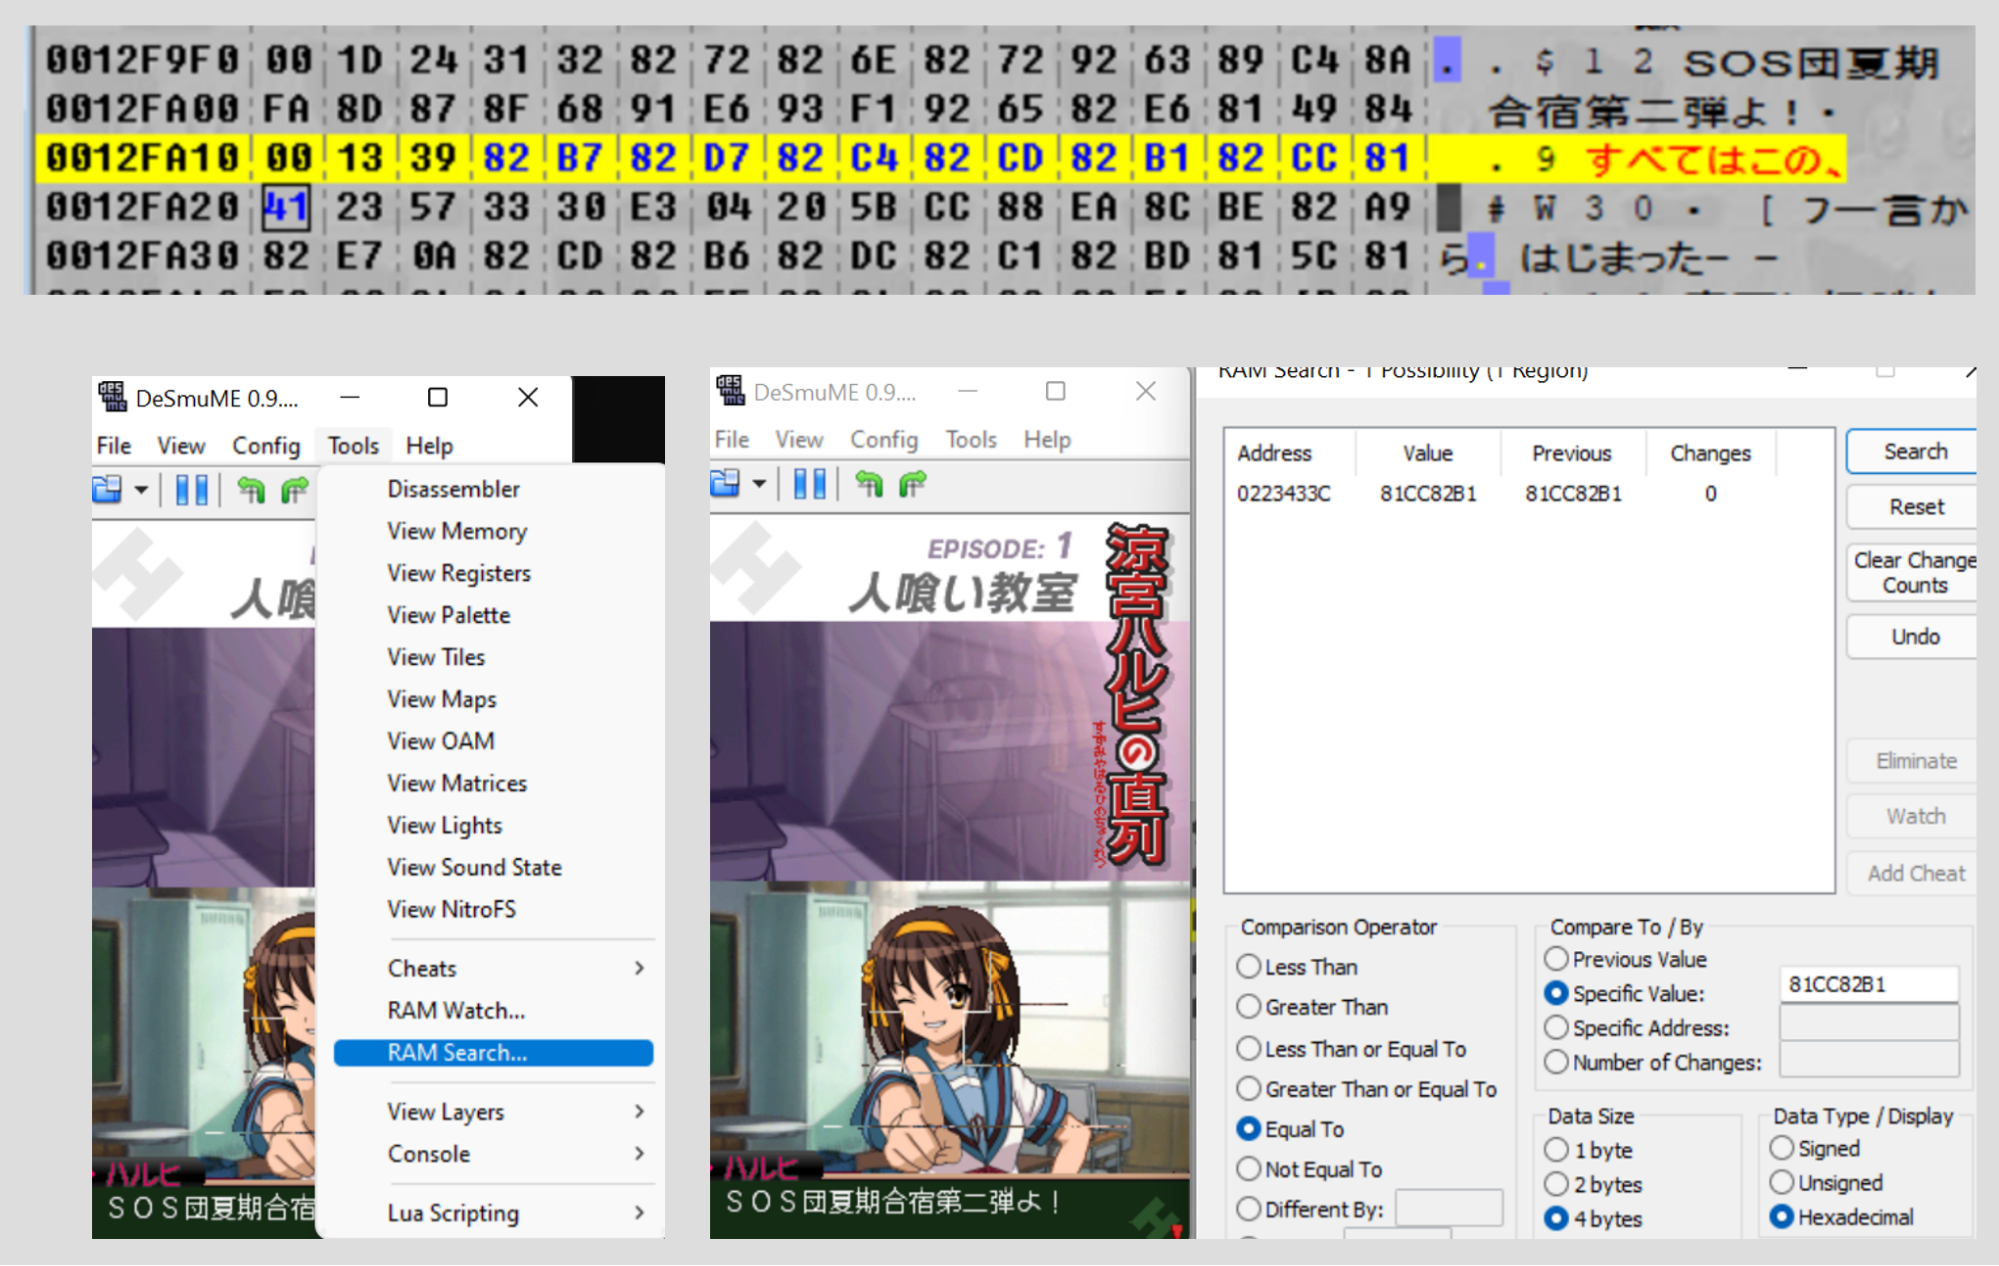 0012F9F0 00 1D 24 31 32 82 72 82 6E 82 72 92 63 89 C4 8A . . $ 1 2 SOS団夏期
0012FA00 FA 8D 87 8F 68 91 E6 93 F1 92 65 82 E6 81 49 84 合宿第二弾よ!・
0012FA10 00 13 39 82 B7 82 D7 82 C4 82 CD 82 B1 82 CC 81 . 9 すべてはこの、
0012FA20 41 23 57 33 30 E3 04 20 5B CC 88 EA 8C BE 82 A9 # W 3 0 ・ [ フ一言か
0012FA30 82 E7 0A 82 CD 82 B6 82 DC 82 C1 82 BD 81 5C 81 ら. はじまったー ー
DeSmuME 0.9....
File View Config Tools Help
Disassembler
View Memory
View Registers
View Palette
View Tiles
View Maps
View OAM
View Matrices
View Lights
View Sound State
View NitroFS
Cheats
RAM Watch...
RAM Search...
View Layers
Console
Lua Scripting
人喰
ハルヒ
SOS団夏期合宿
DeSmuME 0.9....
File View Config Tools Help
EPISODE: 1
人喰い教室
涼宮ハルヒの直列
すずみやはるひのちょくれつ
ハルヒ
SOS団夏期合宿第二弾よ!
RAM Search - 1 Possibility (1 Region)
Address Value Previous Changes
0223433C 81CC82B1 81CC82B1 0
Search
Reset
Clear Change
Counts
Undo
Eliminate
Watch
Add Cheat
Comparison Operator
Less Than
Greater Than
Less Than or Equal To
Greater Than or Equal To
Equal To
Not Equal To
Different By:
Compare To / By
Previous Value
Specific Value: 81CC82B1
Specific Address:
Number of Changes:
Data Size
1 byte
2 bytes
4 bytes
Data Type / Display
Signed
Unsigned
Hexadecimal